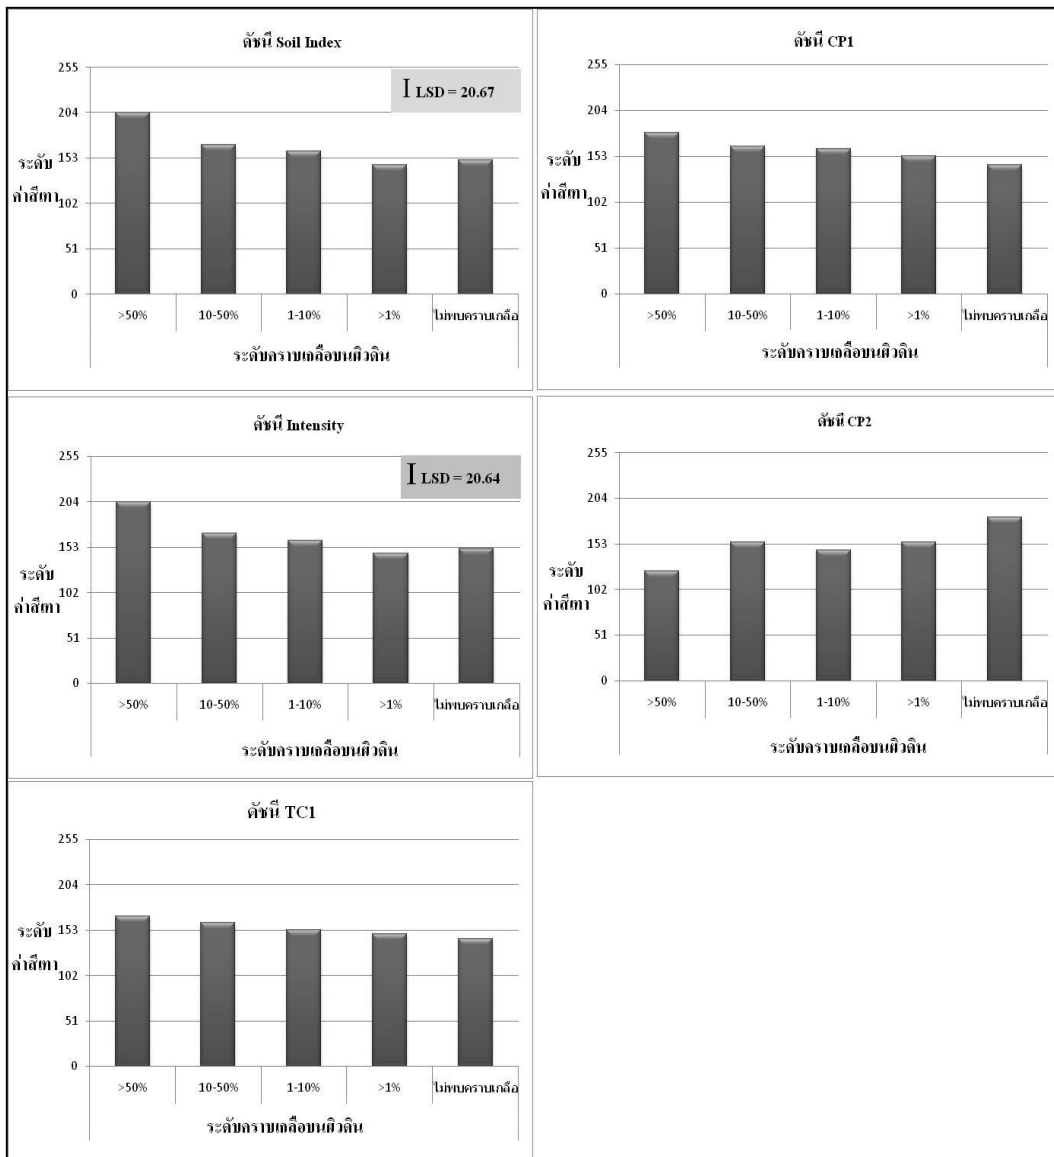 ดัชนี Soil Index
255
I LSD = 20.67
204
ระดับ
153
ค่าสีเทา
102
51
0
>50% 10-50% 1-10% >1% ไม่พบคราบเกลือ
ระดับคราบเกลือบนผิวดิน
ดัชนี CP1
255
204
ระดับ
153
ค่าสีเทา
102
51
0
>50% 10-50% 1-10% >1% ไม่พบคราบเกลือ
ระดับคราบเกลือบนผิวดิน
ดัชนี Intensity
255
I LSD = 20.64
204
153
ระดับ
102
ค่าสีเทา
51
0
>50% 10-50% 1-10% >1% ไม่พบคราบเกลือ
ระดับคราบเกลือบนผิวดิน
ดัชนี CP2
255
204
153
ระดับ
102
ค่าสีเทา
51
0
>50% 10-50% 1-10% >1% ไม่พบคราบเกลือ
ระดับคราบเกลือบนผิวดิน
ดัชนี TC1
255
204
ระดับ
153
ค่าสีเทา
102
51
0
>50% 10-50% 1-10% >1% ไม่พบคราบเกลือ
ระดับคราบเกลือบนผิวดิน